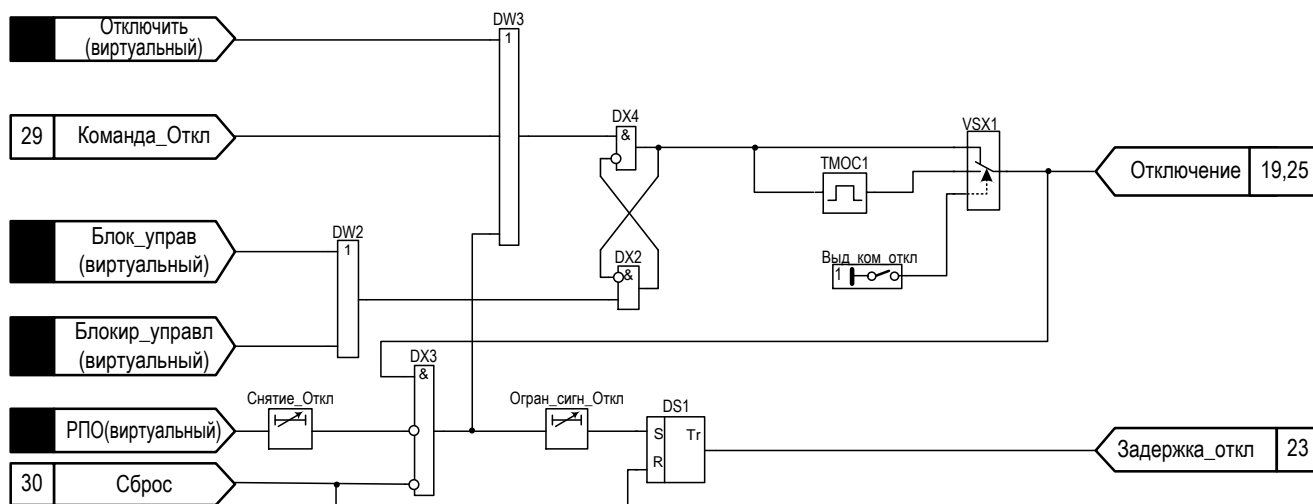 DW3
Отключить
(виртуальный)
1
29 Команда_Откл
DX4
&
VSX1
TMOC1
Отключение 19,25
Блок_управ
(виртуальный)
DW2
1
DX2
&
Выд_ком_откл
1
Блокир_управл
(виртуальный)
DX3
&
Снятие_Откл
Огран_сигн_Откл
DS1
РПО(виртуальный)
S Tr
R
Задержка_откл 23
30 Сброс